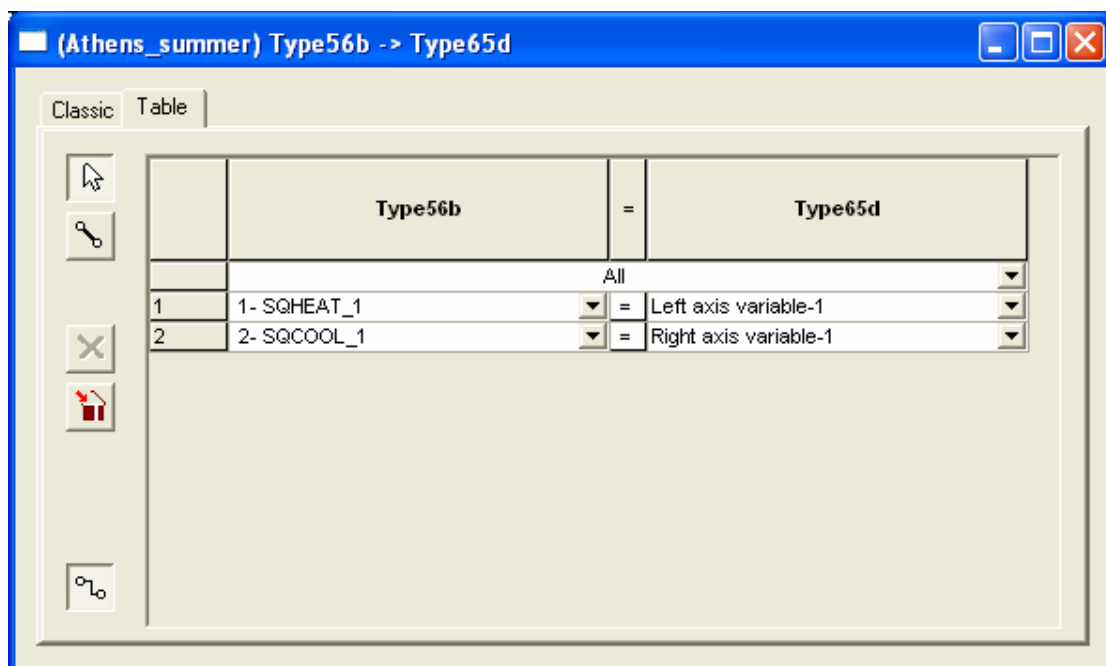 (Athens_summer) Type56b -> Type65d
Classic Table
Type56b = Type65d
All
1 1- SQHEAT_1 = Left axis variable-1
2 2- SQCOOL_1 = Right axis variable-1